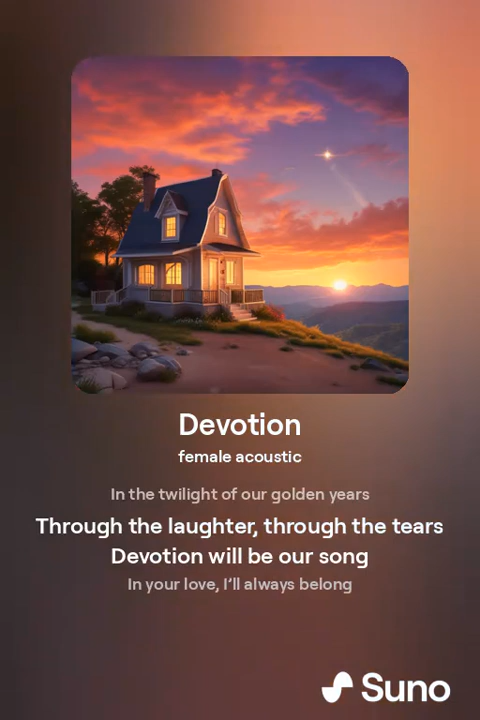 Devotion
female acoustic
In the twilight of our golden years
Through the laughter, through the tears
Devotion will be our song
In your love, I'll always belong
Suno